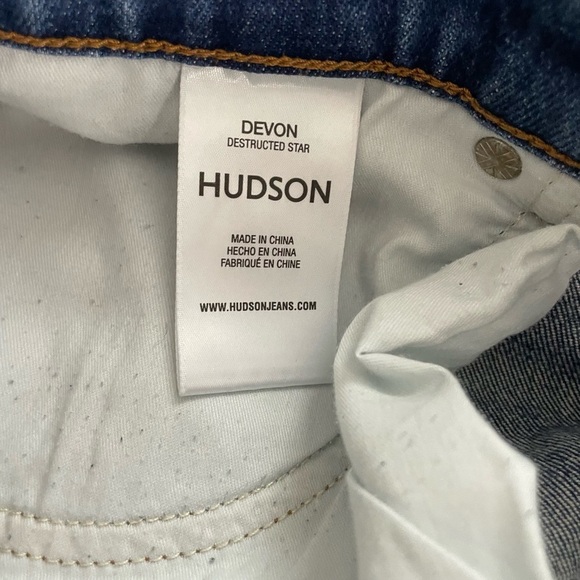 DEVON
DESTRUCTED STAR
HUDSON
MADE IN CHINA
HECHO EN CHINA
FABRIQUÉ EN CHINE
WWW.HUDSONJEANS.COM